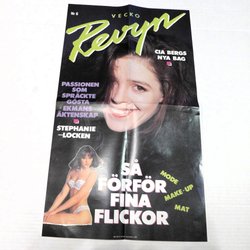 Nr 6
VECKO
Revyn
CIA BERGS
NYA BAG
PASSIONEN
SOM
SPRÄCKTE
GÖSTA
EKMANS
ÄKTENSKAP
STEPHANIE-
LOCKEN
SÅ
FÖRFÖR
FINA
FLICKOR
MODE
MAKE-UP
MAT